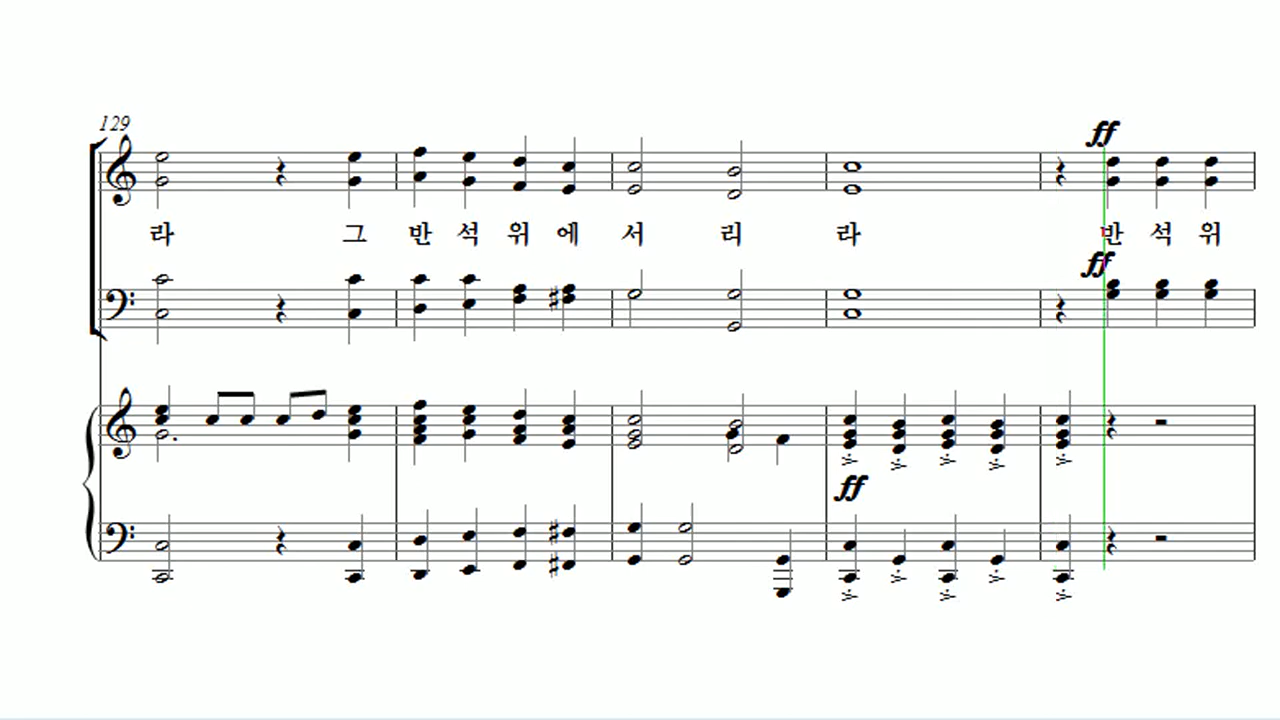 129
ff
라 그 반 석 위 에 서 리 라 반 석 위
ff
ff